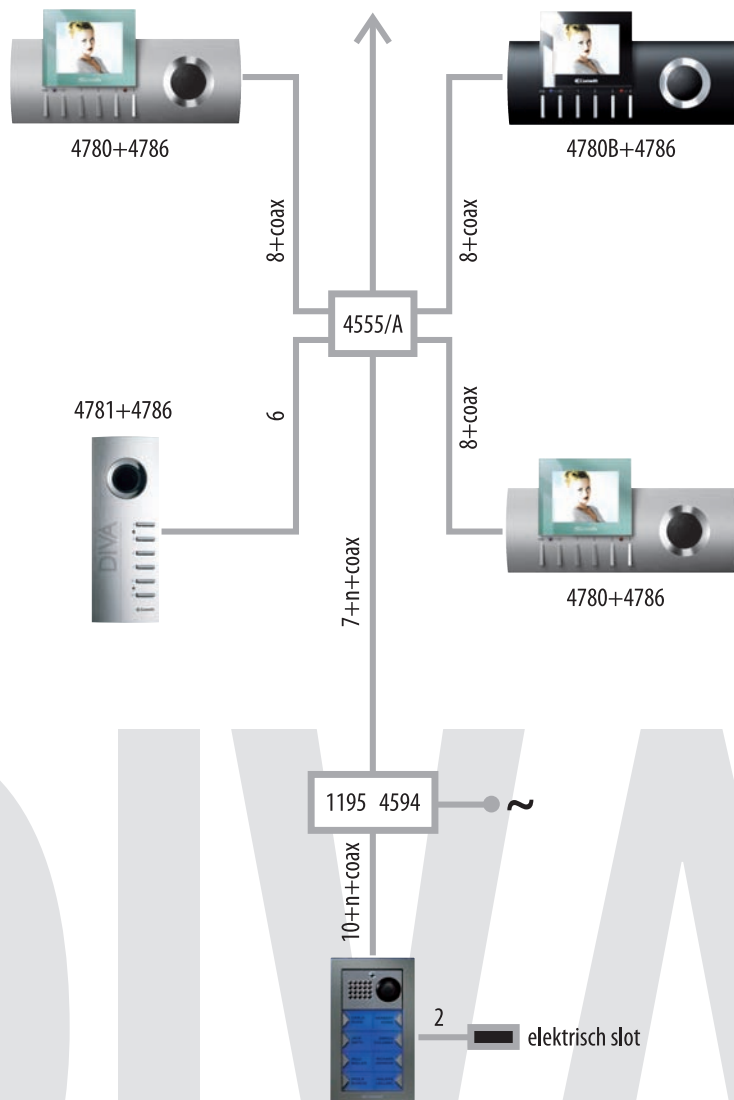 4780+4786
4780B+4786
8+coax
8+coax
4555/A
4781+4786
6
8+coax
DIVA
7+n+coax
4780+4786
1195 4594
~
10+n+coax
2
elektrisch slot
DIVA